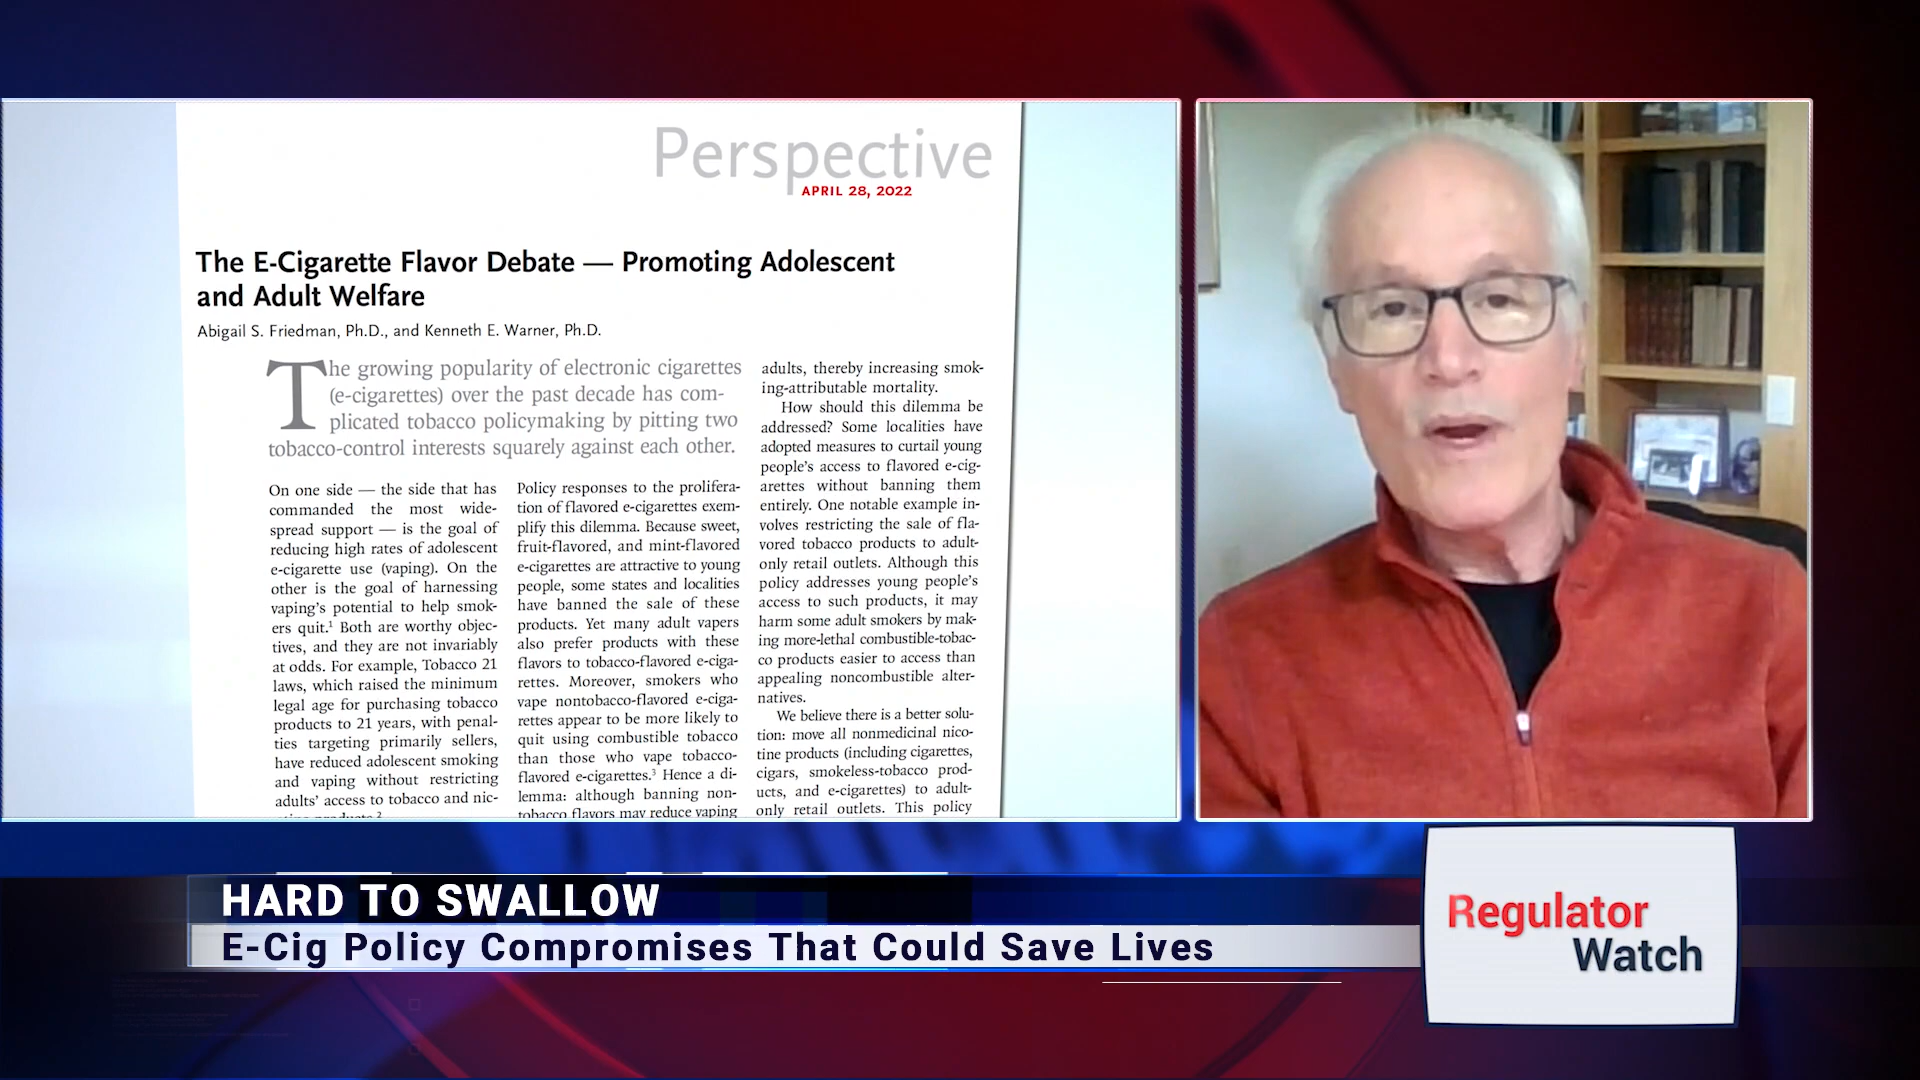 Perspective
APRIL 28, 2022
The E-Cigarette Flavor Debate — Promoting Adolescent
and Adult Welfare
Abigail S. Friedman, Ph.D., and Kenneth E. Warner, Ph.D.
The growing popularity of electronic cigarettes
(e-cigarettes) over the past decade has com-
plicated tobacco policymaking by pitting two
tobacco-control interests squarely against each other.
On one side — the side that has
commanded the most wide-
spread support — is the goal of
reducing high rates of adolescent
e-cigarette use (vaping). On the
other is the goal of harnessing
vaping's potential to help smok-
ers quit.¹ Both are worthy objec-
tives, and they are not invariably
at odds. For example, Tobacco 21
laws, which raised the minimum
legal age for purchasing tobacco
products to 21 years, with penal-
ties targeting primarily sellers,
have reduced adolescent smoking
and vaping without restricting
adults' access to tobacco and nic-
Policy responses to the prolifera-
tion of flavored e-cigarettes exem-
plify this dilemma. Because sweet,
fruit-flavored, and mint-flavored
e-cigarettes are attractive to young
people, some states and localities
have banned the sale of these
products. Yet many adult vapers
also prefer products with these
flavors to tobacco-flavored e-ciga-
rettes. Moreover, smokers who
vape nontobacco-flavored e-ciga-
rettes appear to be more likely to
quit using combustible tobacco
than those who vape tobacco-
flavored e-cigarettes.³ Hence a di-
lemma: although banning non-
tobacco flavors may reduce vaping
adults, thereby increasing smok-
ing-attributable mortality.
How should this dilemma be
addressed? Some localities have
adopted measures to curtail young
people's access to flavored e-cig-
arettes without banning them
entirely. One notable example in-
volves restricting the sale of fla-
vored tobacco products to adult-
only retail outlets. Although this
policy addresses young people's
access to such products, it may
harm some adult smokers by mak-
ing more-lethal combustible-tobac-
co products easier to access than
appealing noncombustible alter-
natives.
We believe there is a better solu-
tion: move all nonmedicinal nico-
tine products (including cigarettes,
cigars, smokeless-tobacco prod-
ucts, and e-cigarettes) to adult-
only retail outlets. This policy
HARD TO SWALLOW
E-Cig Policy Compromises That Could Save Lives
Regulator
Watch